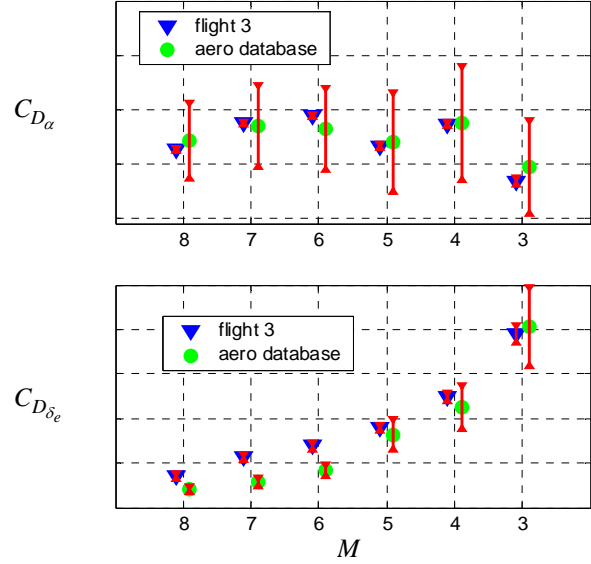 flight 3
aero database
C_{D_α}
8 7 6 5 4 3
flight 3
aero database
C_{D_{δ_e}}
8 7 6 5 4 3
M